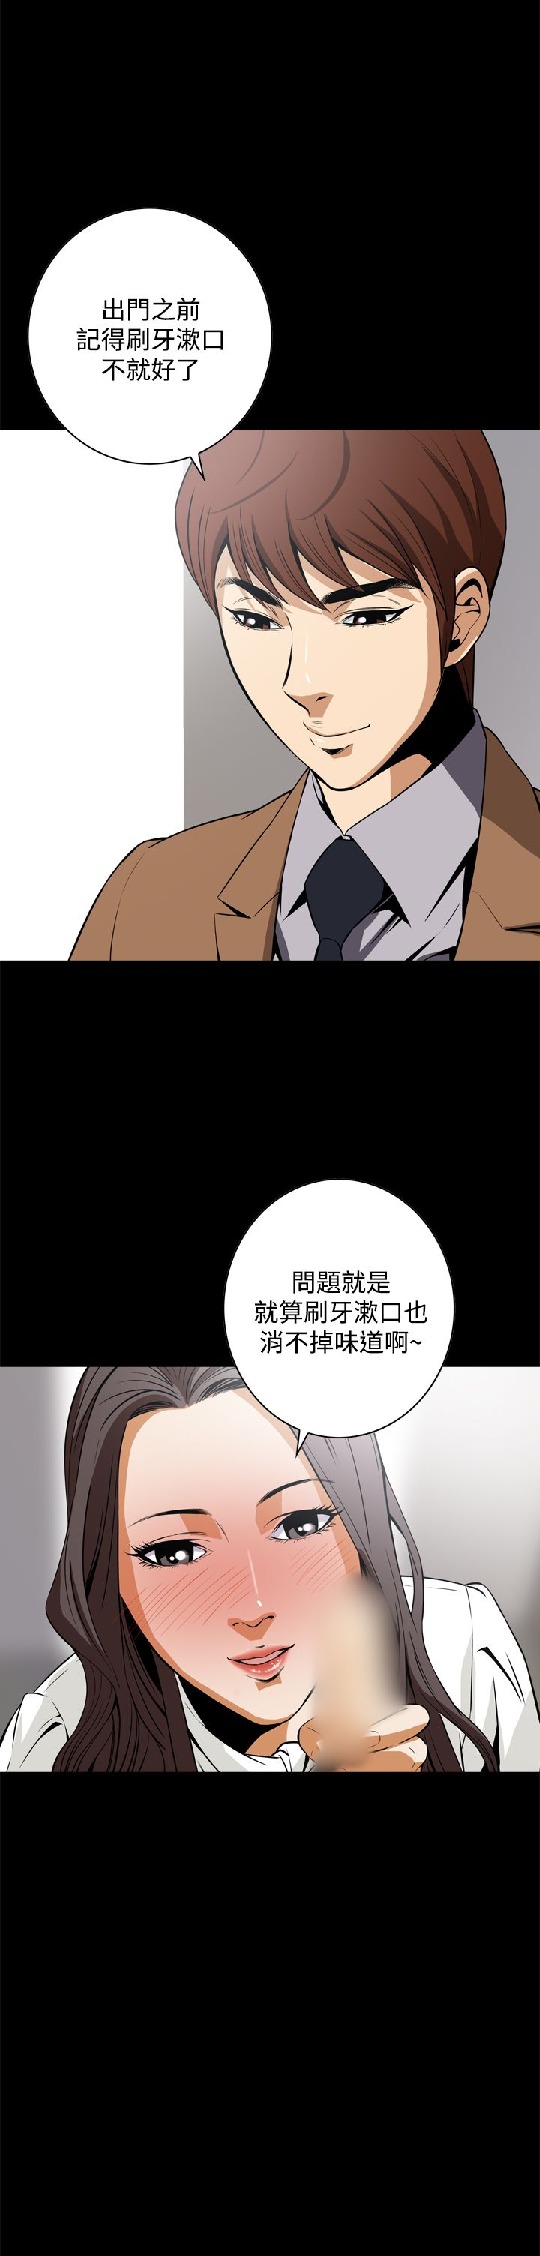 出門之前
記得刷牙漱口
不就好了
問題就是
就算刷牙漱口也
消不掉味道啊~